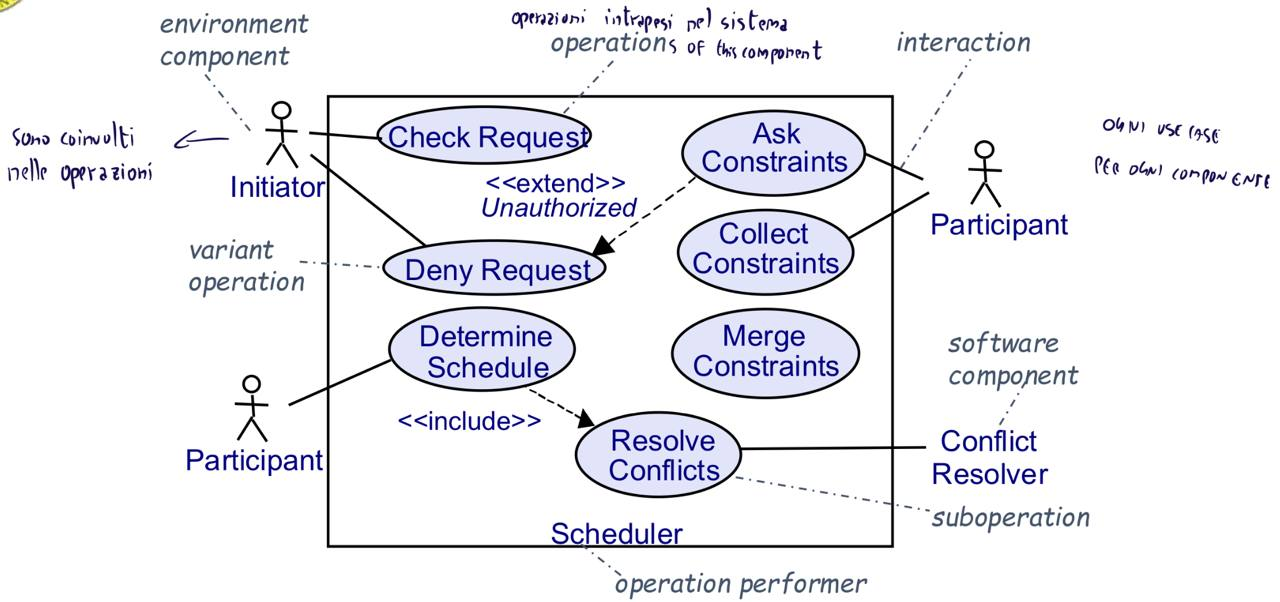 environment
component
operazioni intrapesi nel sistema
operations of this component
interaction
sono coinvolti
nelle operazioni
Initiator
Check Request
<<extend>>
Unauthorized
Ask
Constraints
OGNI USE CASE
PER OGNI COMPONENTE
Participant
variant
operation
Deny Request
Collect
Constraints
Determine
Schedule
Merge
Constraints
software
component
<<include>>
Participant
Resolve
Conflicts
Conflict
Resolver
suboperation
Scheduler
operation performer